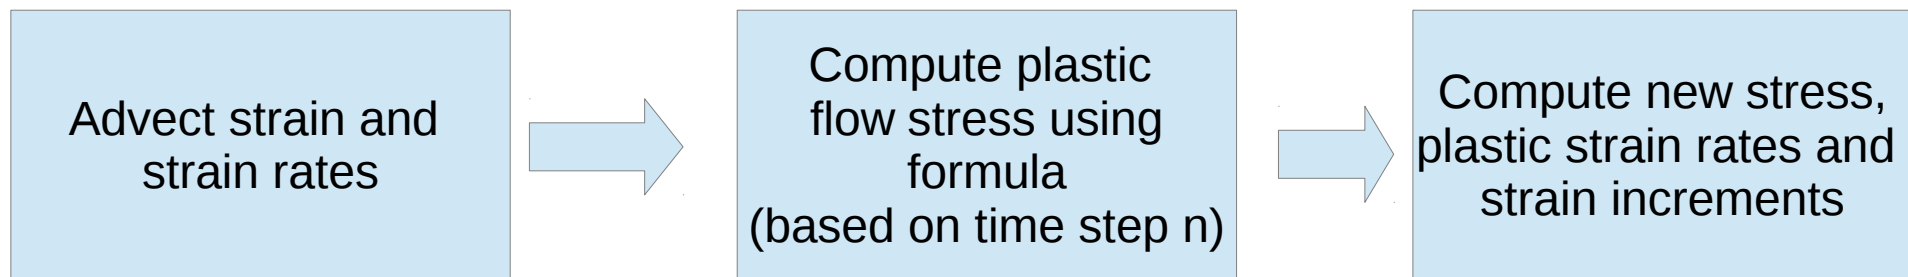 Advect strain and
strain rates
Compute plastic
flow stress using
formula
(based on time step n)
Compute new stress,
plastic strain rates and
strain increments